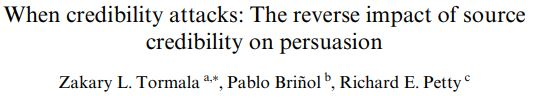 When credibility attacks: The reverse impact of source
credibility on persuasion
Zakary L. Tormala a,*, Pablo Briñol b, Richard E. Petty c